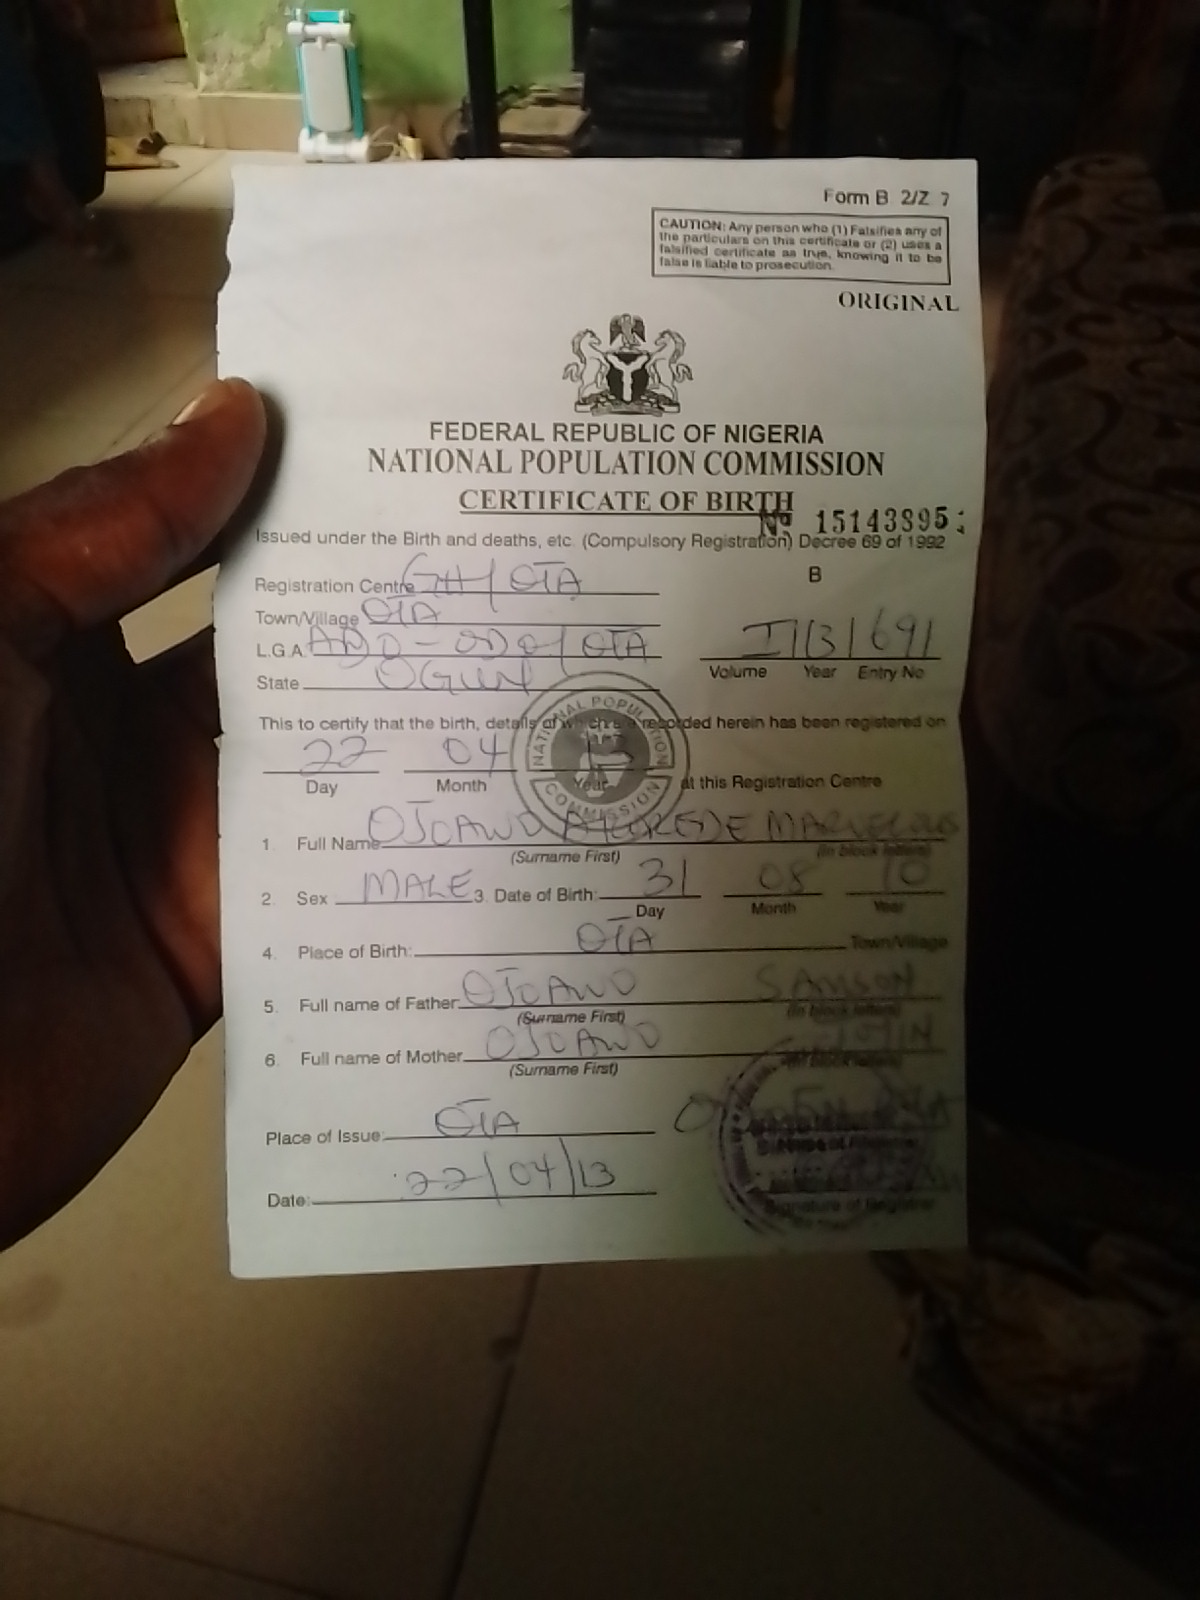 Form B 2/Z 7
CAUTION: Any person who (1) Falsifies any of
the particulars on this certificate or (2) uses a
falsified certificate as true, knowing it to be
false is liable to prosecution.
ORIGINAL
FEDERAL REPUBLIC OF NIGERIA
NATIONAL POPULATION COMMISSION
CERTIFICATE OF BIRTH
No 15143895
Issued under the Birth and deaths, etc. (Compulsory Registration) Decree 69 of 1992
B
Registration Centre GH/OTA
Town/Village OTA
L.G.A. ADO-ODO/OTA
State OGUN
I/13/691
Volume Year Entry No
This to certify that the birth, details of which are recorded herein has been registered on
22 04 13
Day Month Year at this Registration Centre
NATIONAL POPULATION COMMISSION
1. Full Name OJOAWO MARVELOUS
(Surname First) (In block letters)
2. Sex MALE 3. Date of Birth: 31 08 10
Day Month Year
4. Place of Birth: OTA Town/Village
5. Full name of Father OJOAWO SAMSON
(Surname First) (In block letters)
6. Full name of Mother OJOAWO
(Surname First) (In block letters)
Place of Issue: OTA
Date: 22/04/13
Signature of Registrar